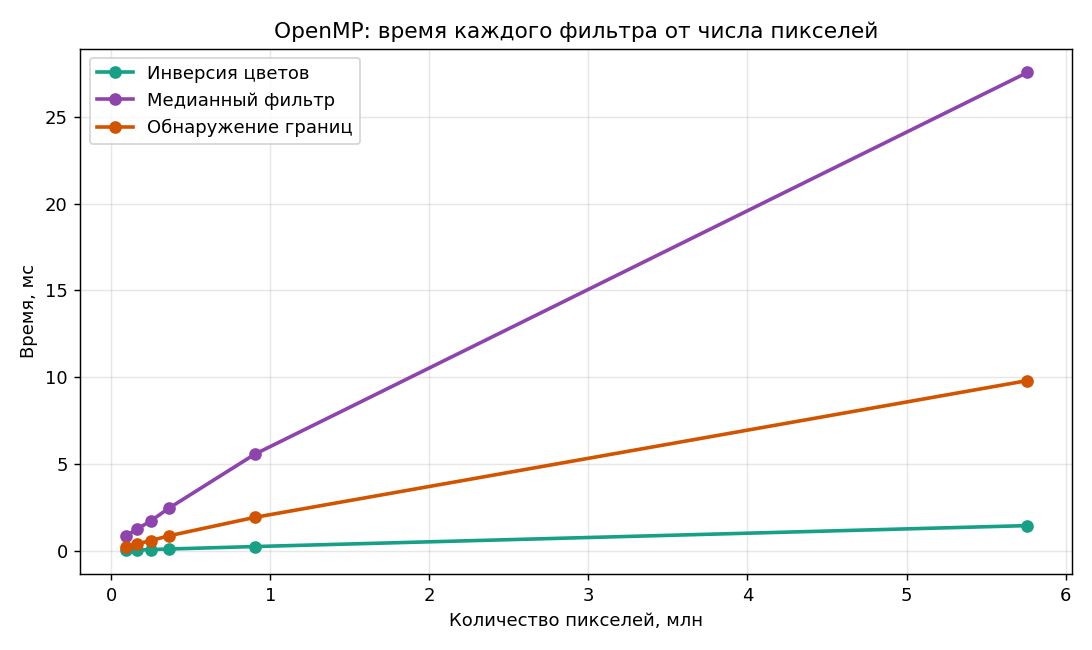 OpenMP: время каждого фильтра от числа пикселей
Инверсия цветов
Медианный фильтр
Обнаружение границ
Время, мс
25
20
15
10
5
0
0 1 2 3 4 5 6
Количество пикселей, млн